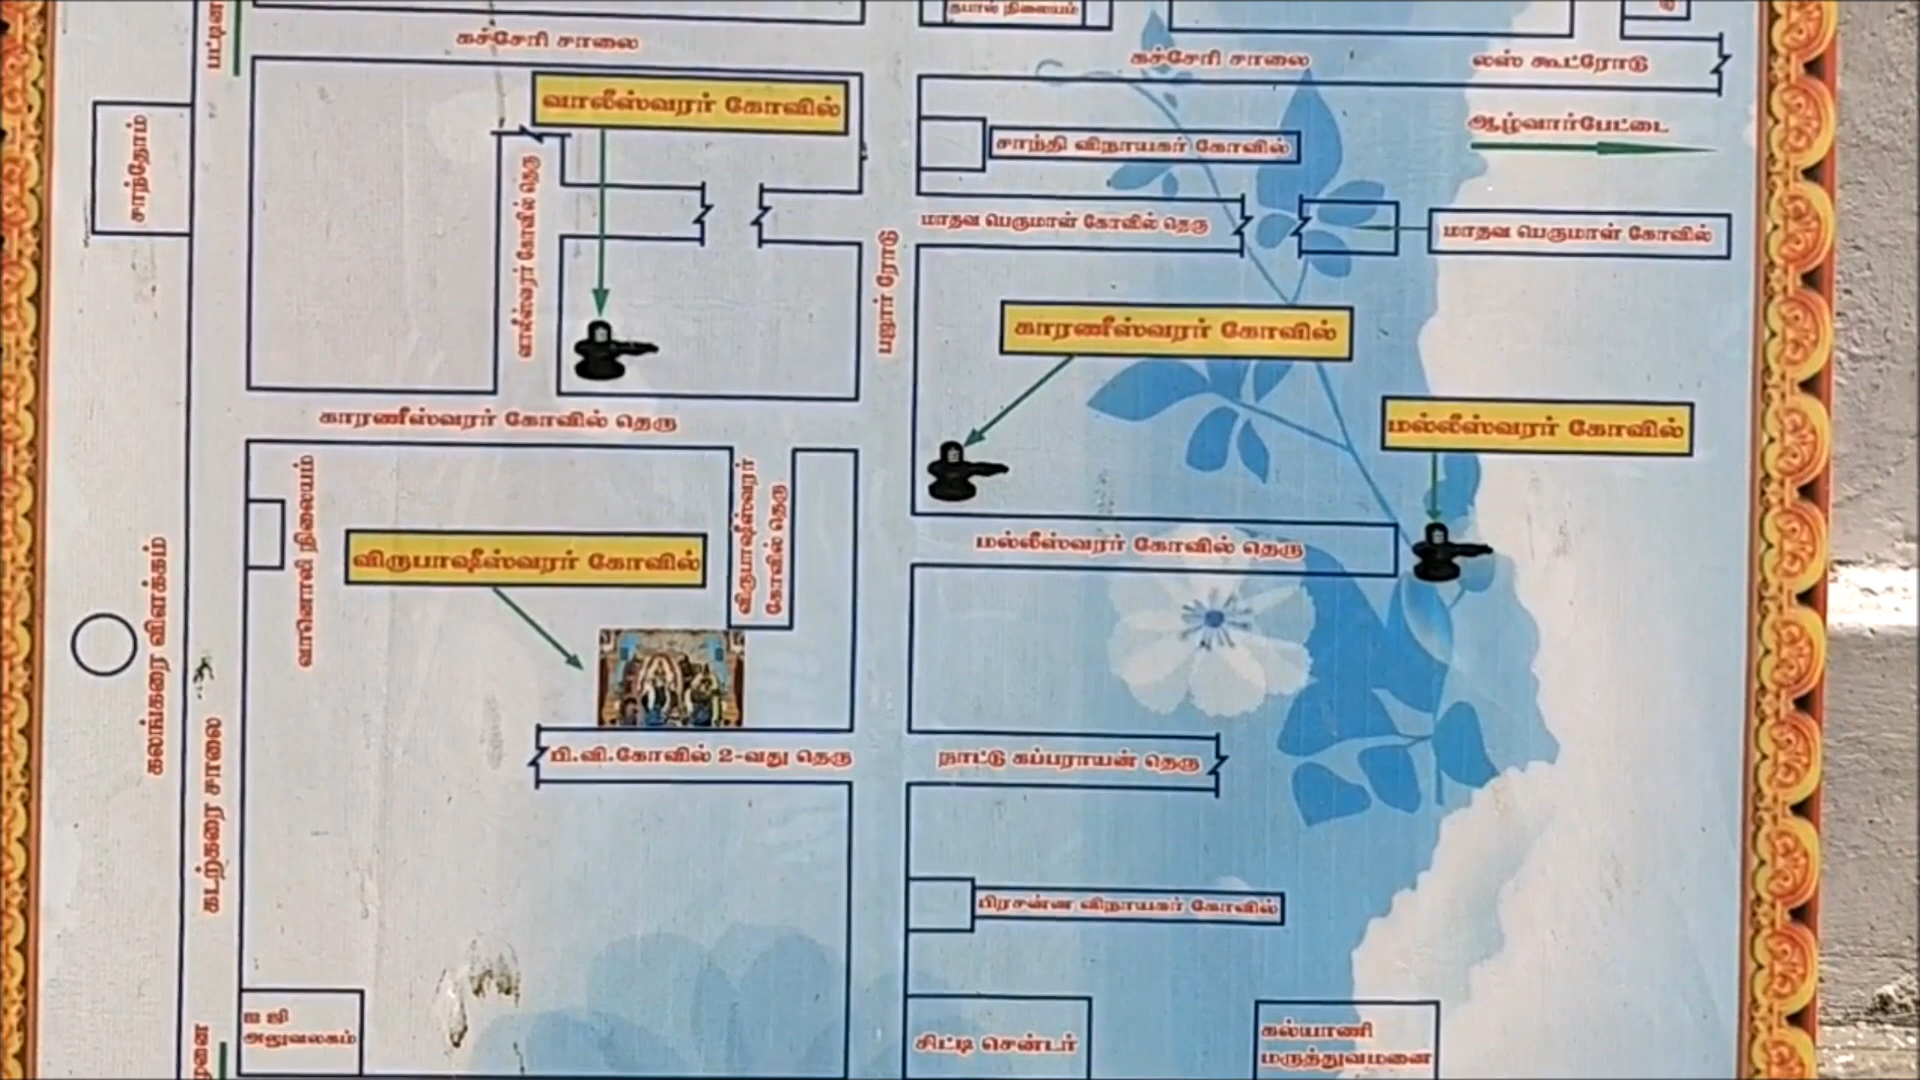 தபால் நிலையம்
கச்சேரி சாலை
கச்சேரி சாலை
லஸ் கூட்ரோடு
வாலீஸ்வரர் கோவில்
ஆழ்வார்பேட்டை
சாந்தி விநாயகர் கோவில்
சாந்தோம்
வாலீஸ்வரர் கோவில் தெரு
மாதவ பெருமாள் கோவில் தெரு
மாதவ பெருமாள் கோவில்
பஜார் ரோடு
காரணீஸ்வரர் கோவில்
காரணீஸ்வரர் கோவில் தெரு
மல்லீஸ்வரர் கோவில்
வானொலி நிலையம்
விருபாஷீஸ்வரர்
கோவில் தெரு
விருபாஷீஸ்வரர் கோவில்
மல்லீஸ்வரர் கோவில் தெரு
கலங்கரை விளக்கம்
கடற்கரை சாலை
பி.வி.கோவில் 2-வது தெரு
நாட்டு சுப்பராயன் தெரு
பிரசன்ன விநாயகர் கோவில்
ஐ ஜி
அலுவலகம்
சிட்டி சென்டர்
கல்யாணி
மருத்துவமனை